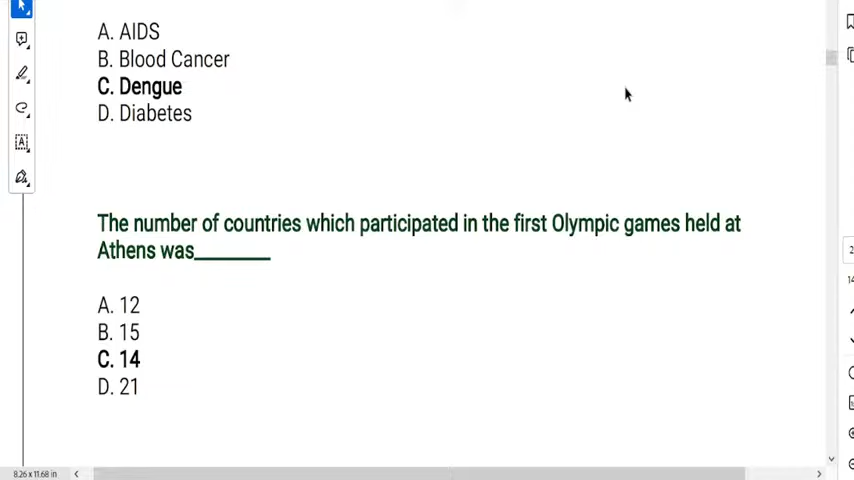 A. AIDS
B. Blood Cancer
C. Dengue
D. Diabetes
The number of countries which participated in the first Olympic games held at
Athens was________
A. 12
B. 15
C. 14
D. 21
8.26 x 11.68 in